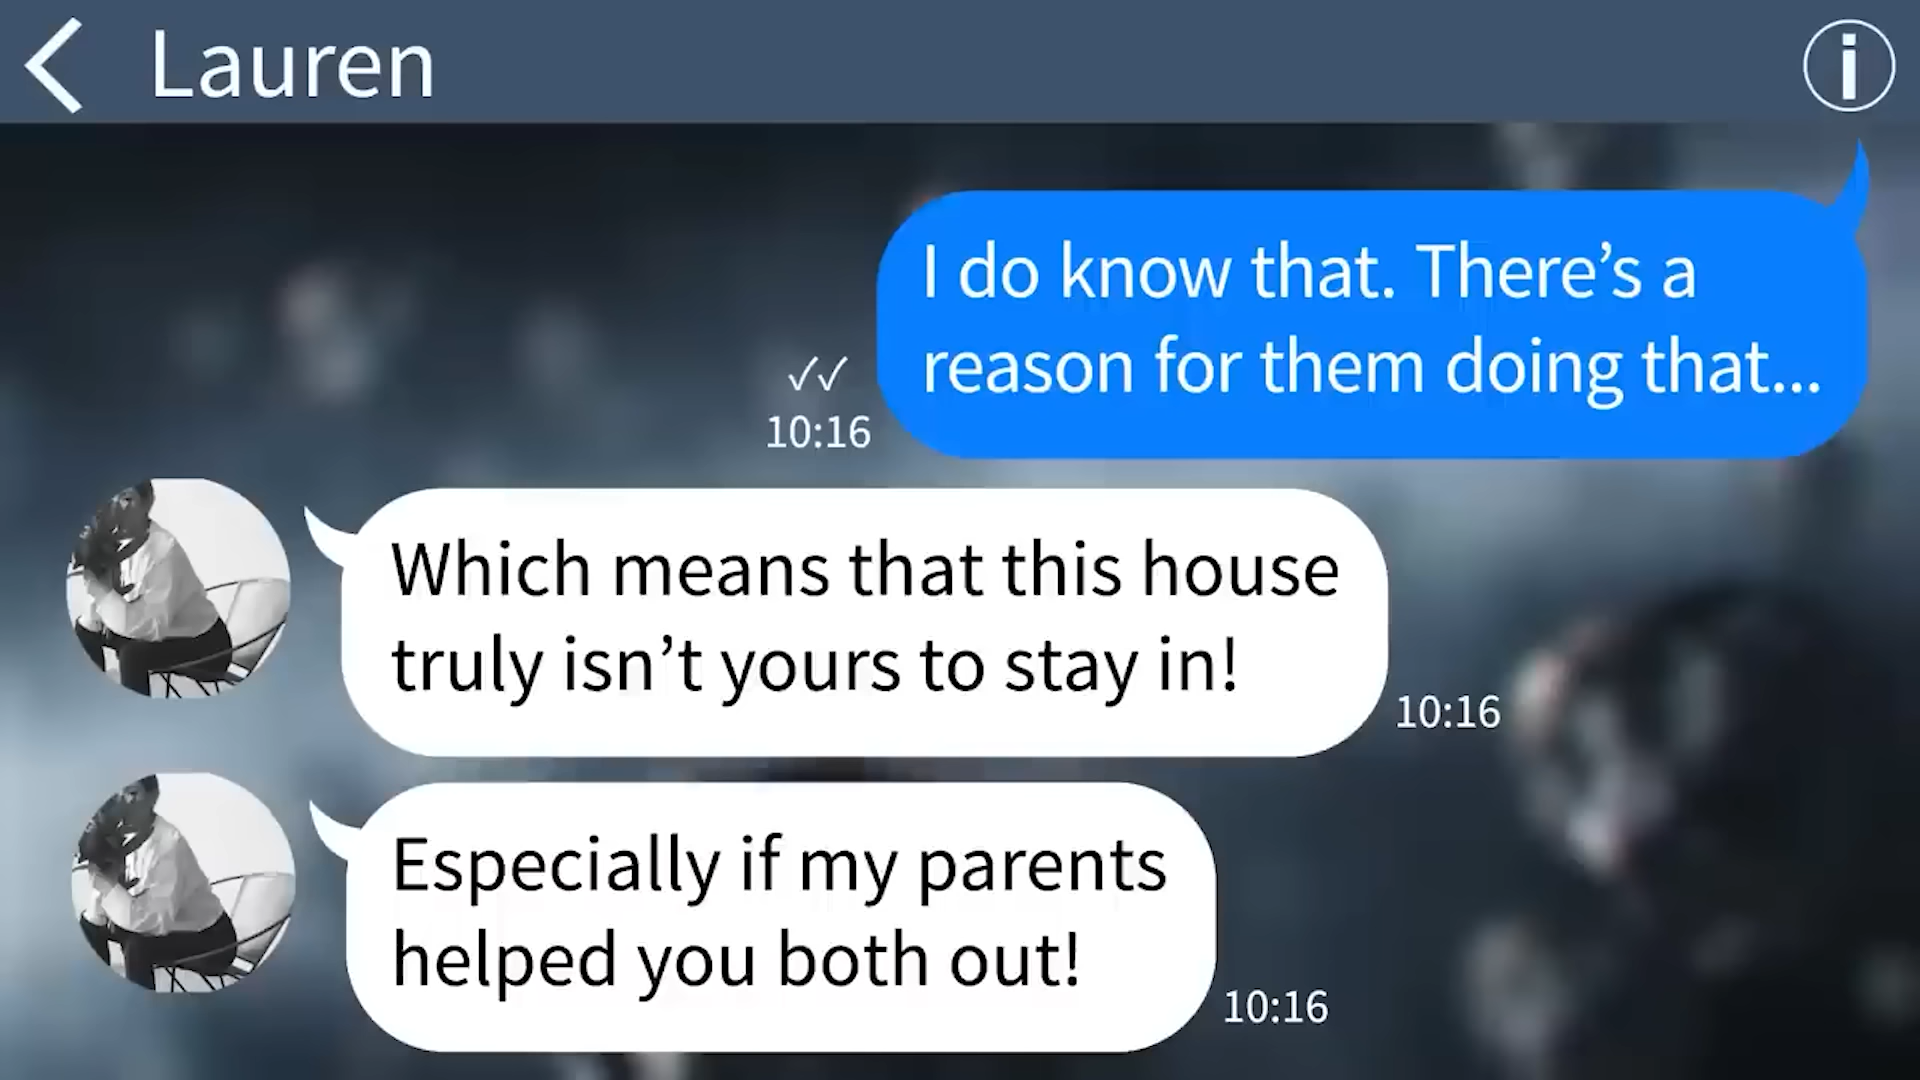 Lauren
I do know that. There’s a
reason for them doing that...
✓✓
10:16
Which means that this house
truly isn’t yours to stay in!
10:16
Especially if my parents
helped you both out!
10:16